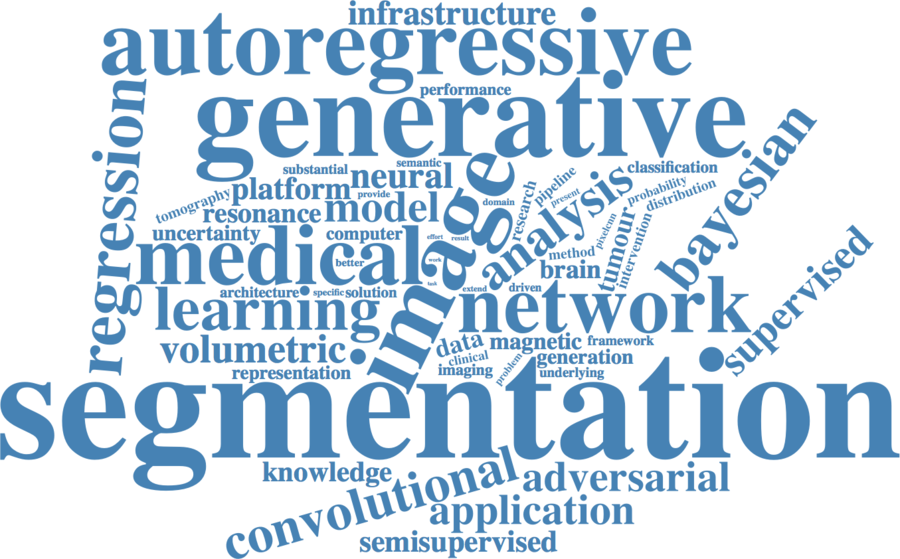 infrastructure
autoregressive
performance
generative
regression
bayesian
substantial
semantic
classification
platform
neural
provide
tomography
image
domain
research
pipeline
present
analysis
probability
distribution
resonance
model
uncertainty
computer
effort
result
medical
better
work
task
method
pixelcnn
tumour
intervention
brain
supervised
architecture
specific
solution
extend
driven
learning
network
volumetric
data
magnetic
framework
clinical
generation
representation
imaging
problem
underlying
segmentation
knowledge
convolutional
adversarial
application
semisupervised